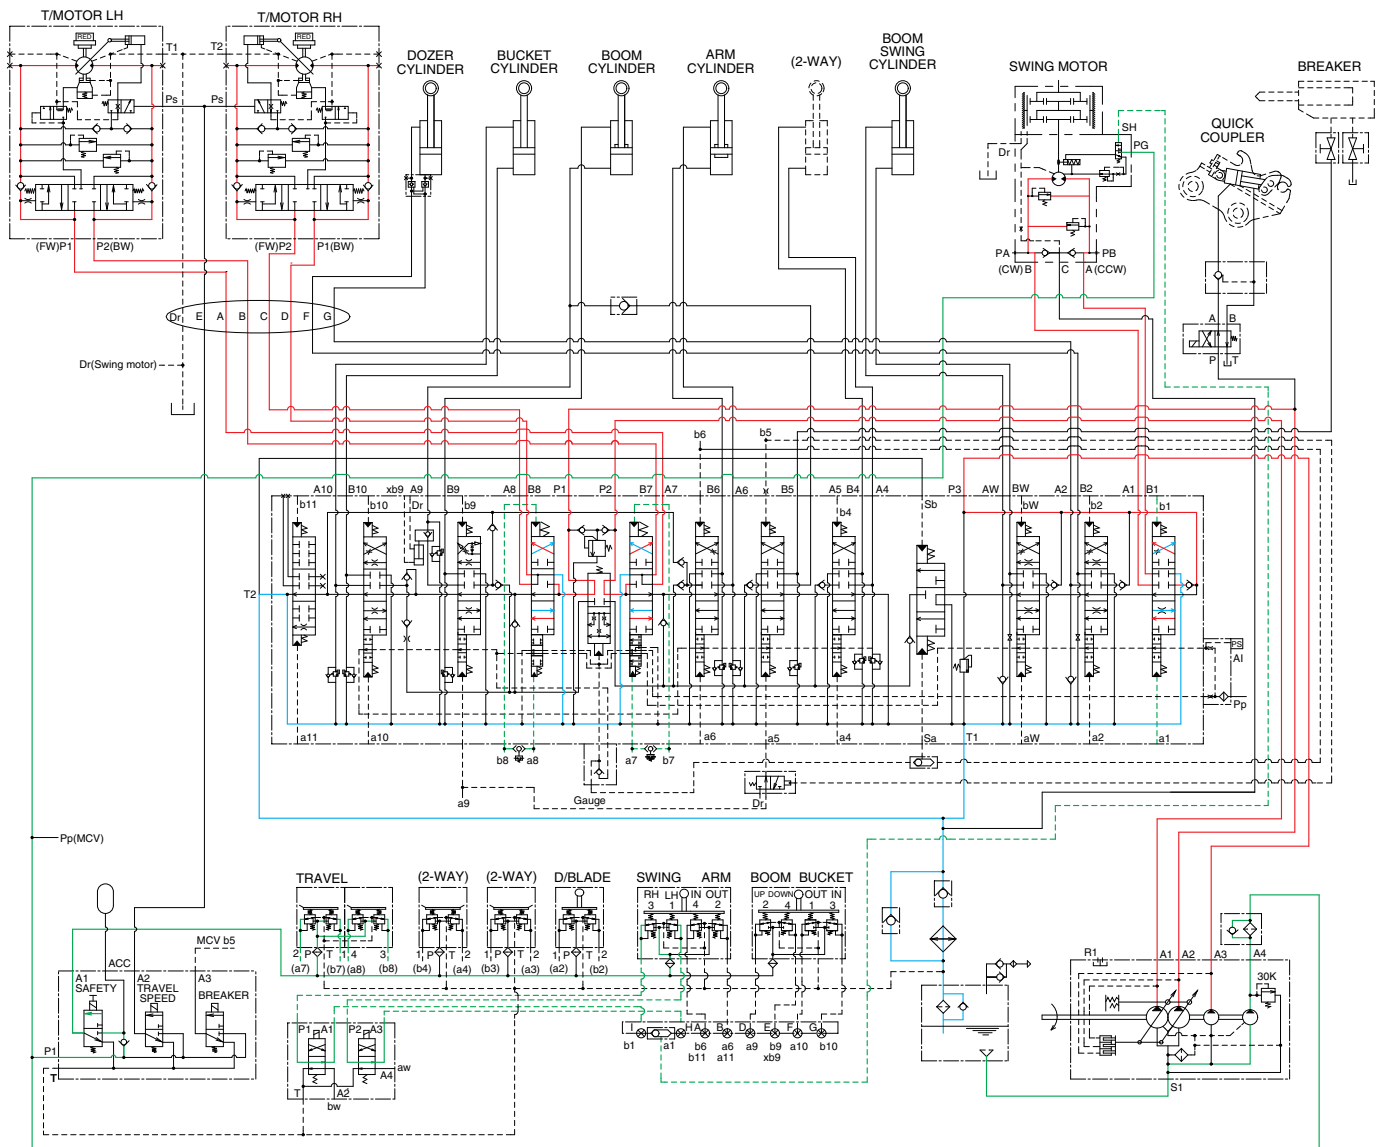 T/MOTOR LH
T/MOTOR RH
RED
RED
T1
T2
Ps
Ps
(FW)P1
P2(BW)
(FW)P2
P1(BW)
DOZER
CYLINDER
BUCKET
CYLINDER
BOOM
CYLINDER
ARM
CYLINDER
(2-WAY)
BOOM
SWING
CYLINDER
SWING MOTOR
BREAKER
QUICK
COUPLER
SH
PG
Dr
PA
PB
(CW) B
C
A (CCW)
A B
P T
Dr E A B C D F G
Dr(Swing motor)
b6
b5
A10 B10 xb9 A9 B9 A8 B8 P1 P2 B7 A7 B6 A6 B5 A5 B4 A4 P3 AW BW A2 B2 A1 B1
b11 b10 Dr b9 b4 Sb bW b2 b1
T2
PS
AI
Pp
a11 a10 a6 a5 a4 Sa T1 aW a2 a1
b8 a8 a7 b7
a9
Gauge
Dr
Pp(MCV)
TRAVEL
(2-WAY)
(2-WAY)
D/BLADE
SWING ARM
BOOM BUCKET
RH LH IN OUT
3 1 4 2
UP DOWN OUT IN
2 4 1 3
2 P T 4 3
(a7) (b7) (a8) (b8)
1 P T 2
(b4) (a4)
1 P T 2
(b3) (a3)
1 P T 2
(a2) (b2)
MCV b5
ACC
A1
SAFETY
A2
TRAVEL
SPEED
A3
BREAKER
P1
T
P1 A1 P2 A3
A4
aw
T
A2
bw
H A B D E F G
b1 a1 b6 a6 a9 b9 a10 b10
b11 a11 xb9
R1
A1 A2 A3 A4
30K
S1